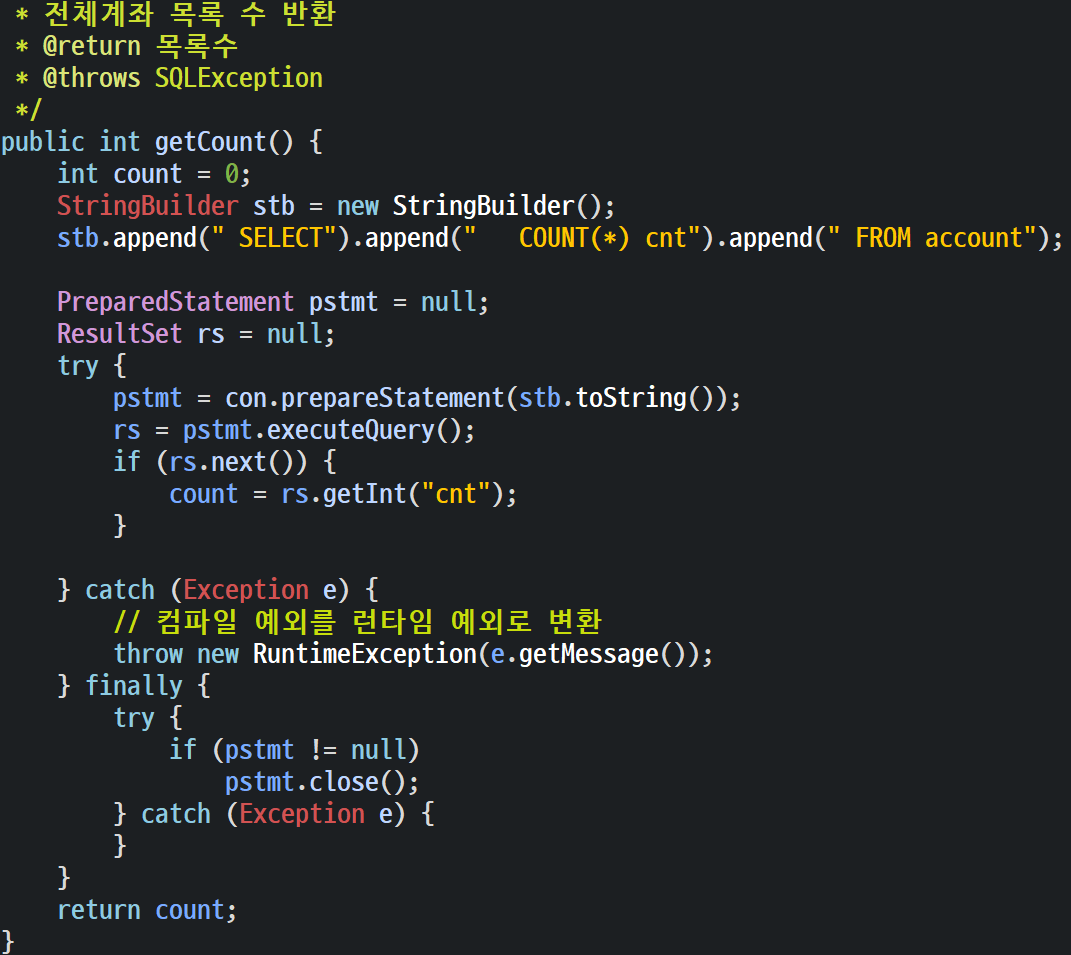 * 전체계좌 목록 수 반환
 * @return 목록수
 * @throws SQLException
 */
public int getCount() {
    int count = 0;
    StringBuilder stb = new StringBuilder();
    stb.append(" SELECT").append("   COUNT(*) cnt").append(" FROM account");

    PreparedStatement pstmt = null;
    ResultSet rs = null;
    try {
        pstmt = con.prepareStatement(stb.toString());
        rs = pstmt.executeQuery();
        if (rs.next()) {
            count = rs.getInt("cnt");
        }

    } catch (Exception e) {
        // 컴파일 예외를 런타임 예외로 변환
        throw new RuntimeException(e.getMessage());
    } finally {
        try {
            if (pstmt != null)
                pstmt.close();
        } catch (Exception e) {
        }
    }
    return count;
}